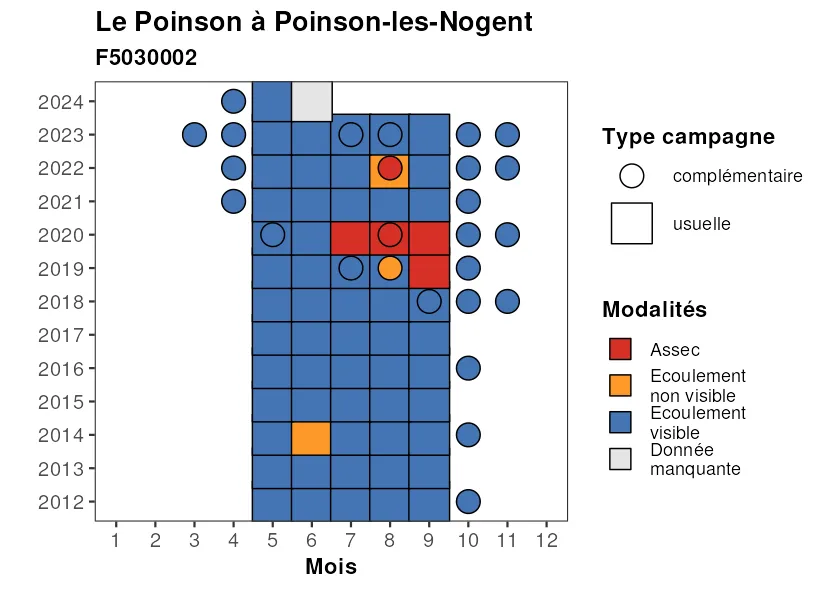 Le Poinson à Poinson-les-Nogent
F5030002
2024
2023
2022
2021
2020
2019
2018
2017
2016
2015
2014
2013
2012
1 2 3 4 5 6 7 8 9 10 11 12
Mois
Type campagne
complémentaire
usuelle
Modalités
Assec
Ecoulement
non visible
Ecoulement
visible
Donnée
manquante